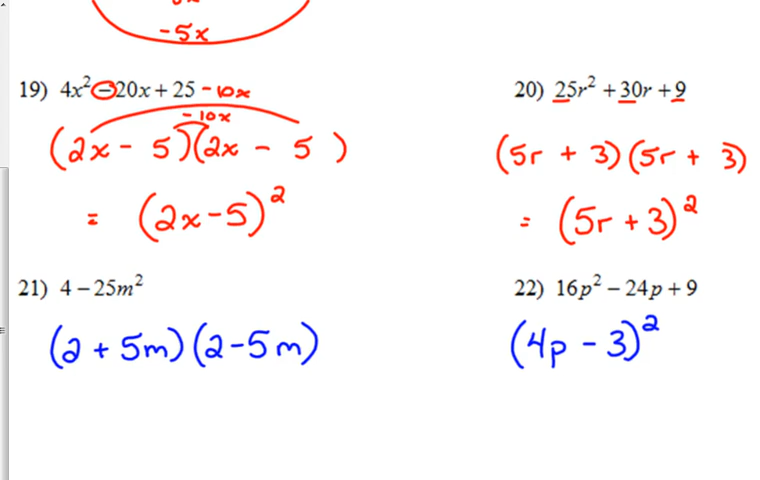 -5x
19) 4x² - 20x + 25 -10x
-10x
(2x - 5)(2x - 5)
= (2x-5)²
20) 25r² + 30r + 9
(5r + 3)(5r + 3)
= (5r+3)²
21) 4 - 25m²
(2 + 5m)(2-5m)
22) 16p² - 24p + 9
(4p - 3)²